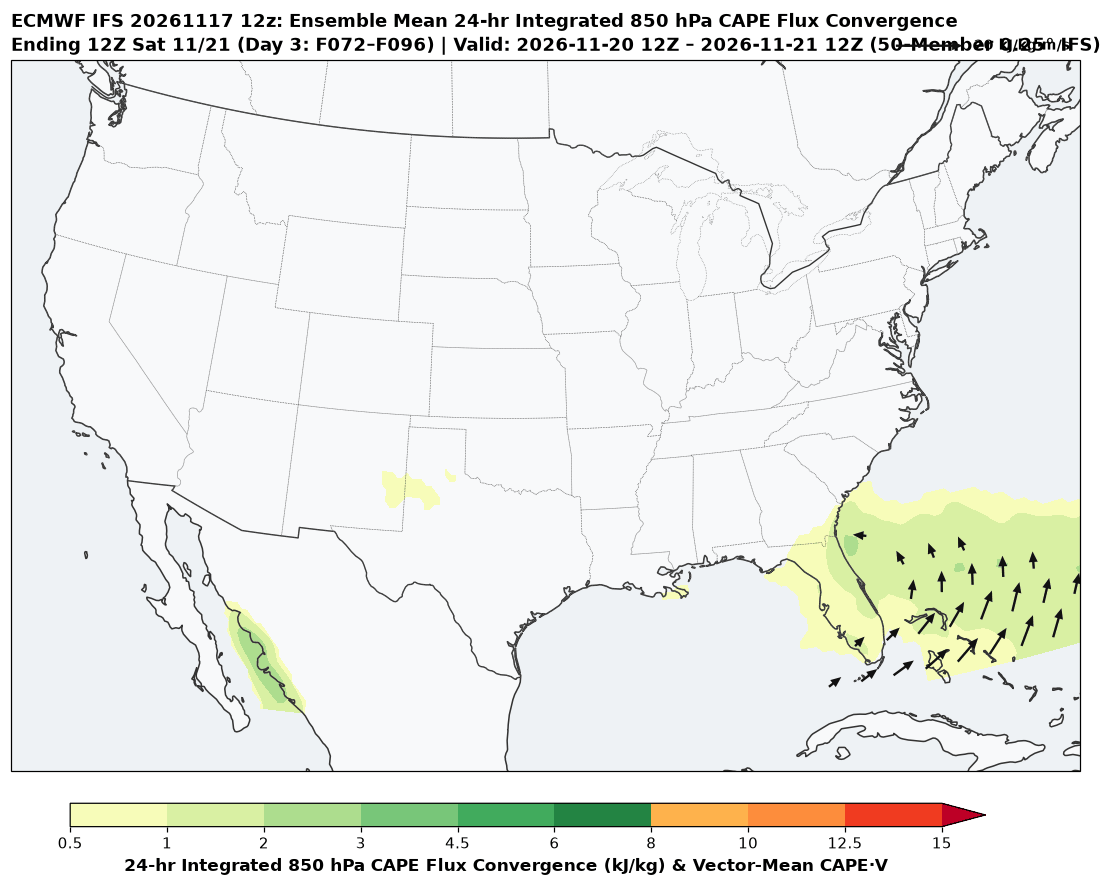 ECMWF IFS 20261117 12z: Ensemble Mean 24-hr Integrated 850 hPa CAPE Flux Convergence
Ending 12Z Sat 11/21 (Day 3: F072–F096) | Valid: 2026-11-20 12Z – 2026-11-21 12Z (50-Member 0.25° IFS)
0.5 1 2 3 4.5 6 8 10 12.5 15
24-hr Integrated 850 hPa CAPE Flux Convergence (kJ/kg) & Vector-Mean CAPE·V